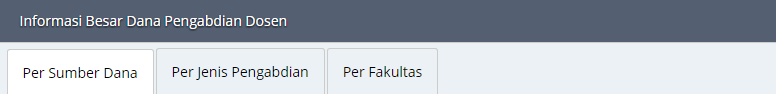 Informasi Besar Dana Pengabdian Dosen
Per Sumber Dana
Per Jenis Pengabdian
Per Fakultas